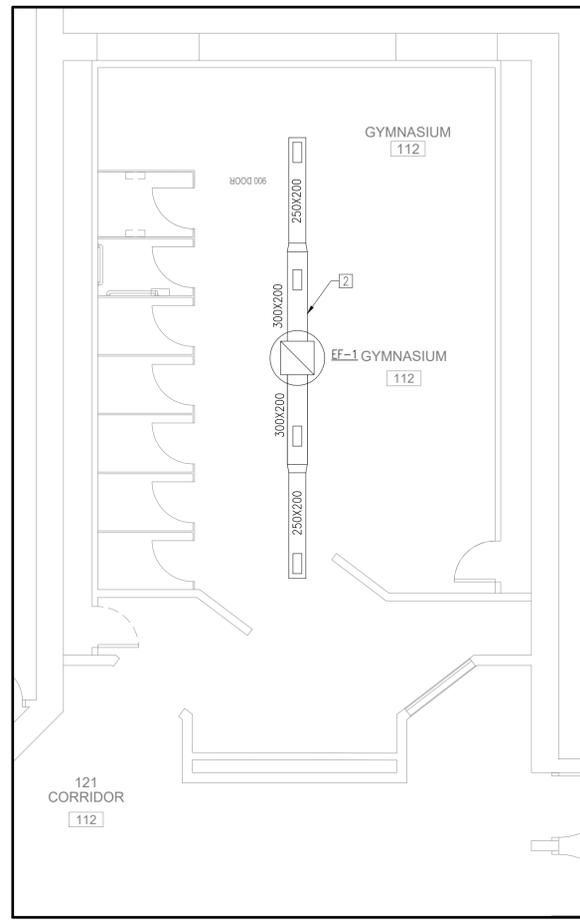 GYMNASIUM
112
900 DOOR
250X200
300X200
2
EF-1
GYMNASIUM
112
300X200
250X200
121
CORRIDOR
112